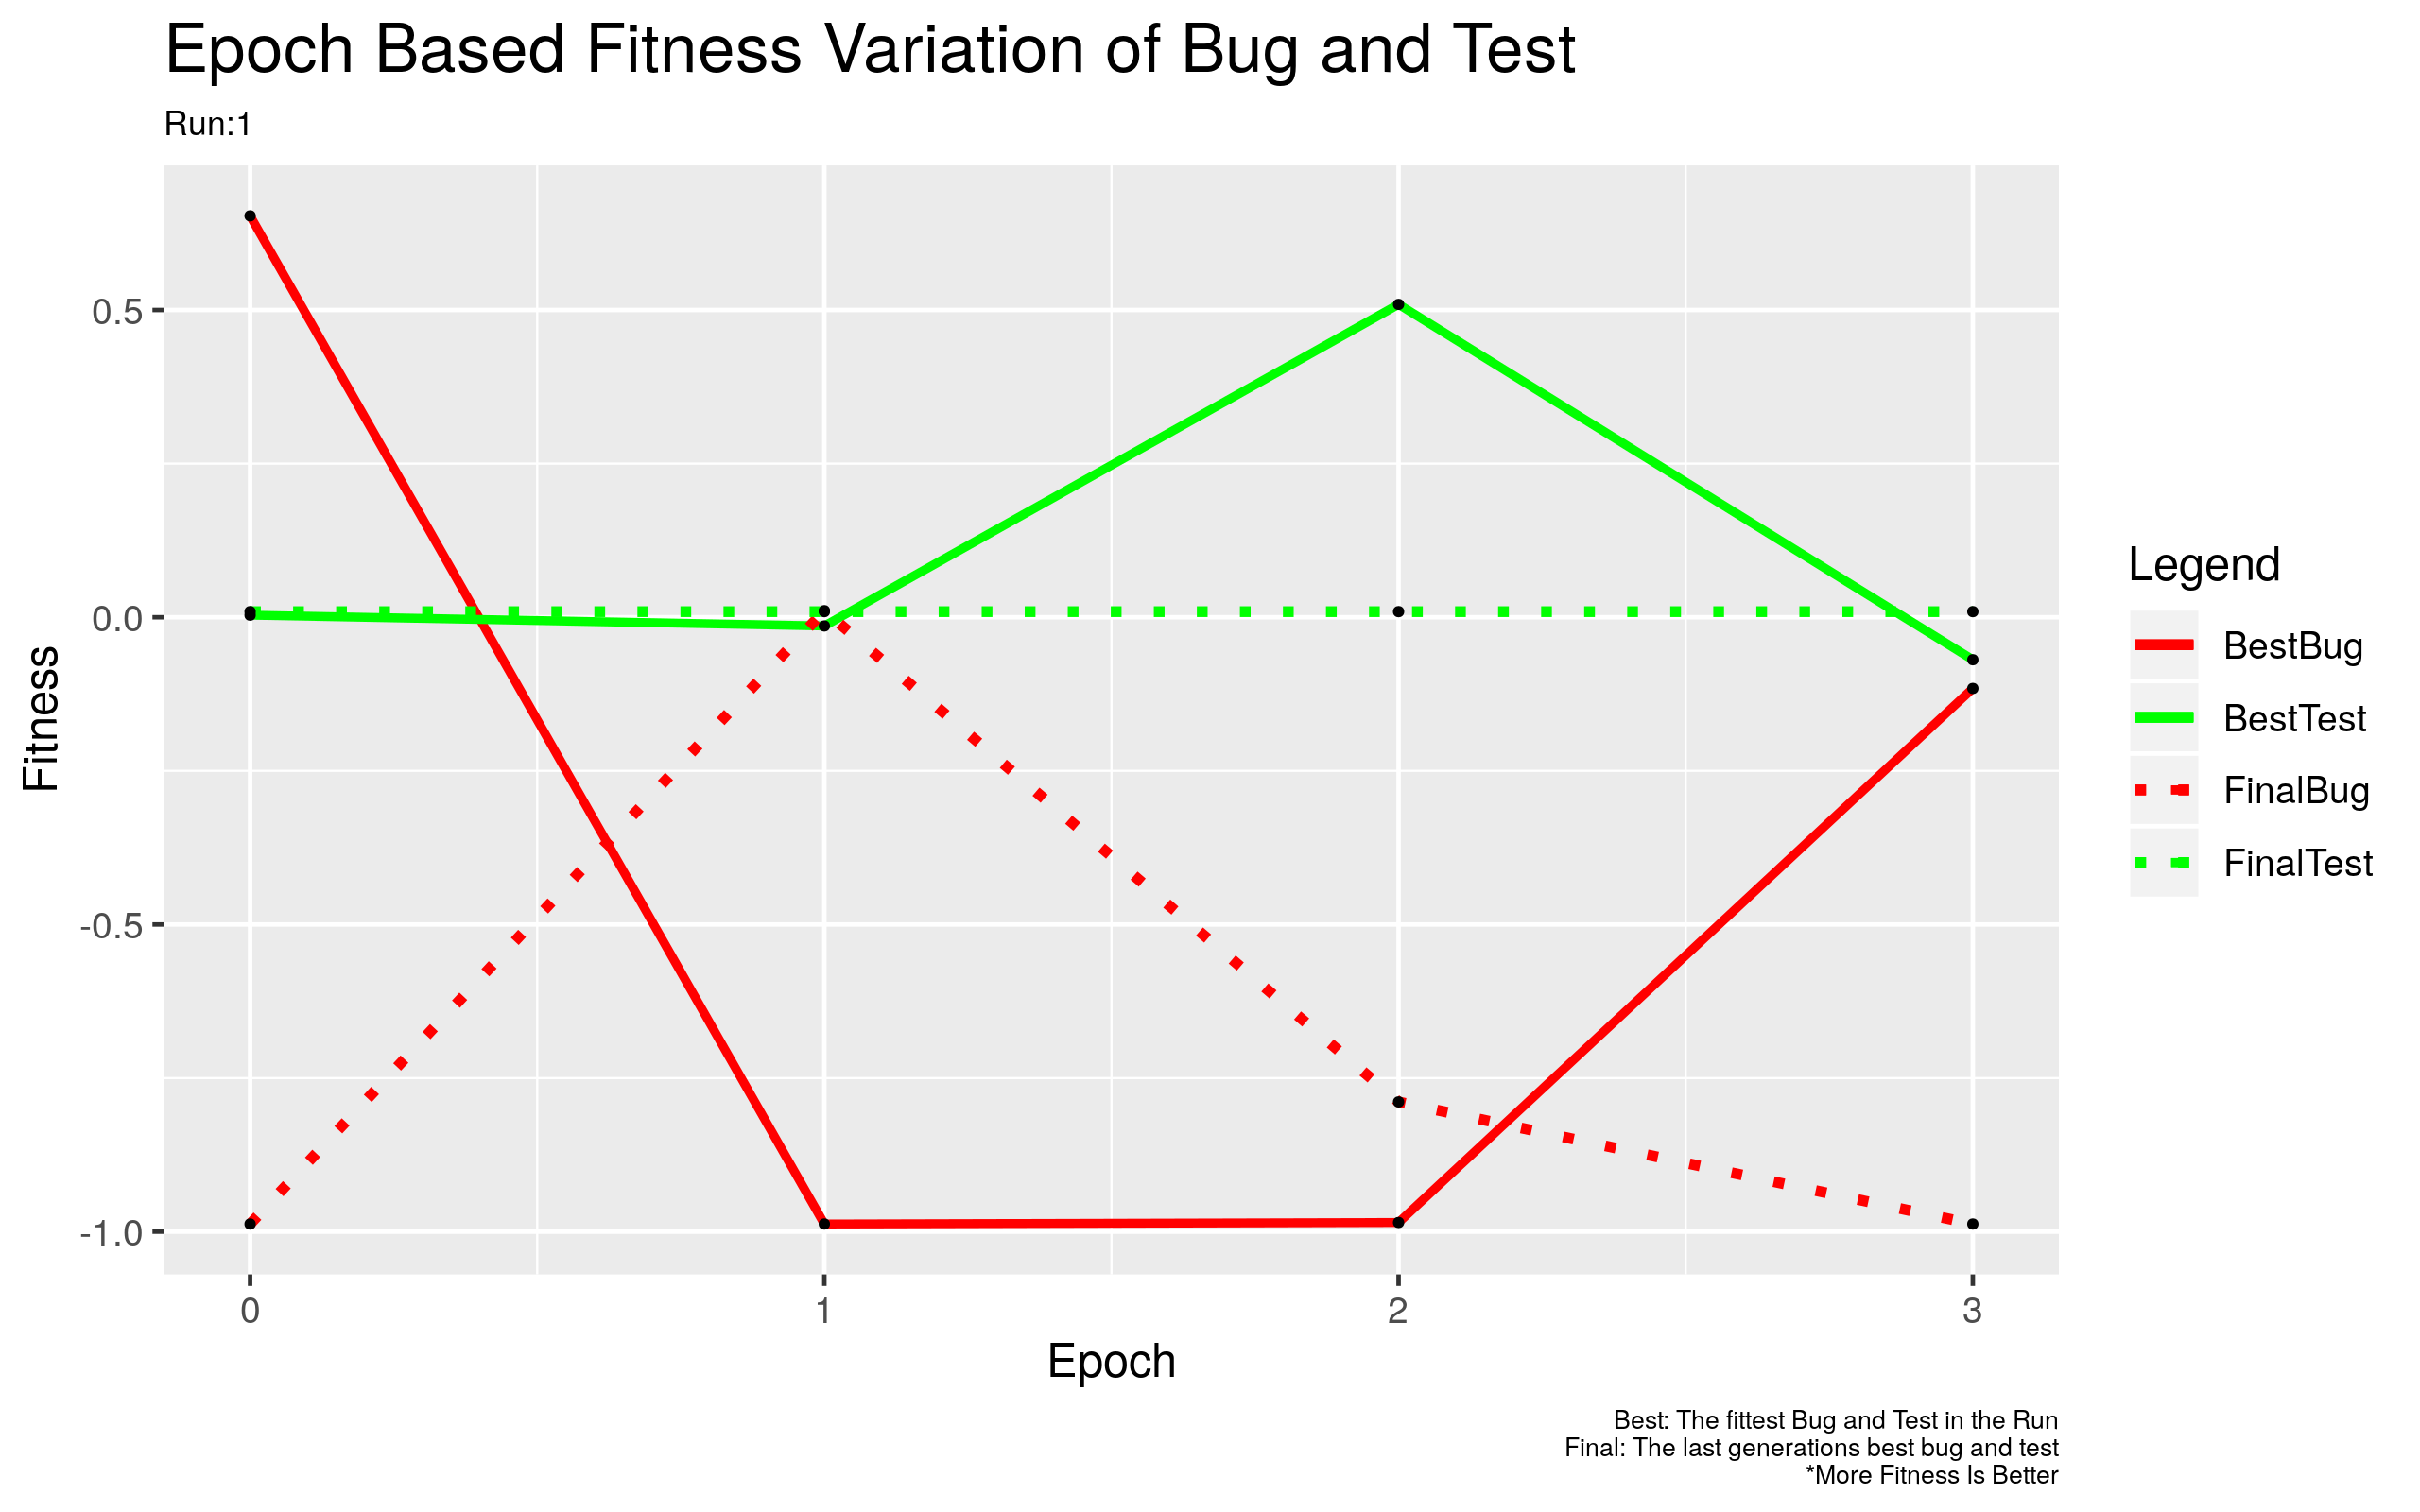 Epoch Based Fitness Variation of Bug and Test
Run:1
0.5
0.0
-0.5
-1.0
Fitness
0 1 2 3
Epoch
Legend
BestBug
BestTest
FinalBug
FinalTest
Best: The fittest Bug and Test in the Run
Final: The last generations best bug and test
*More Fitness Is Better